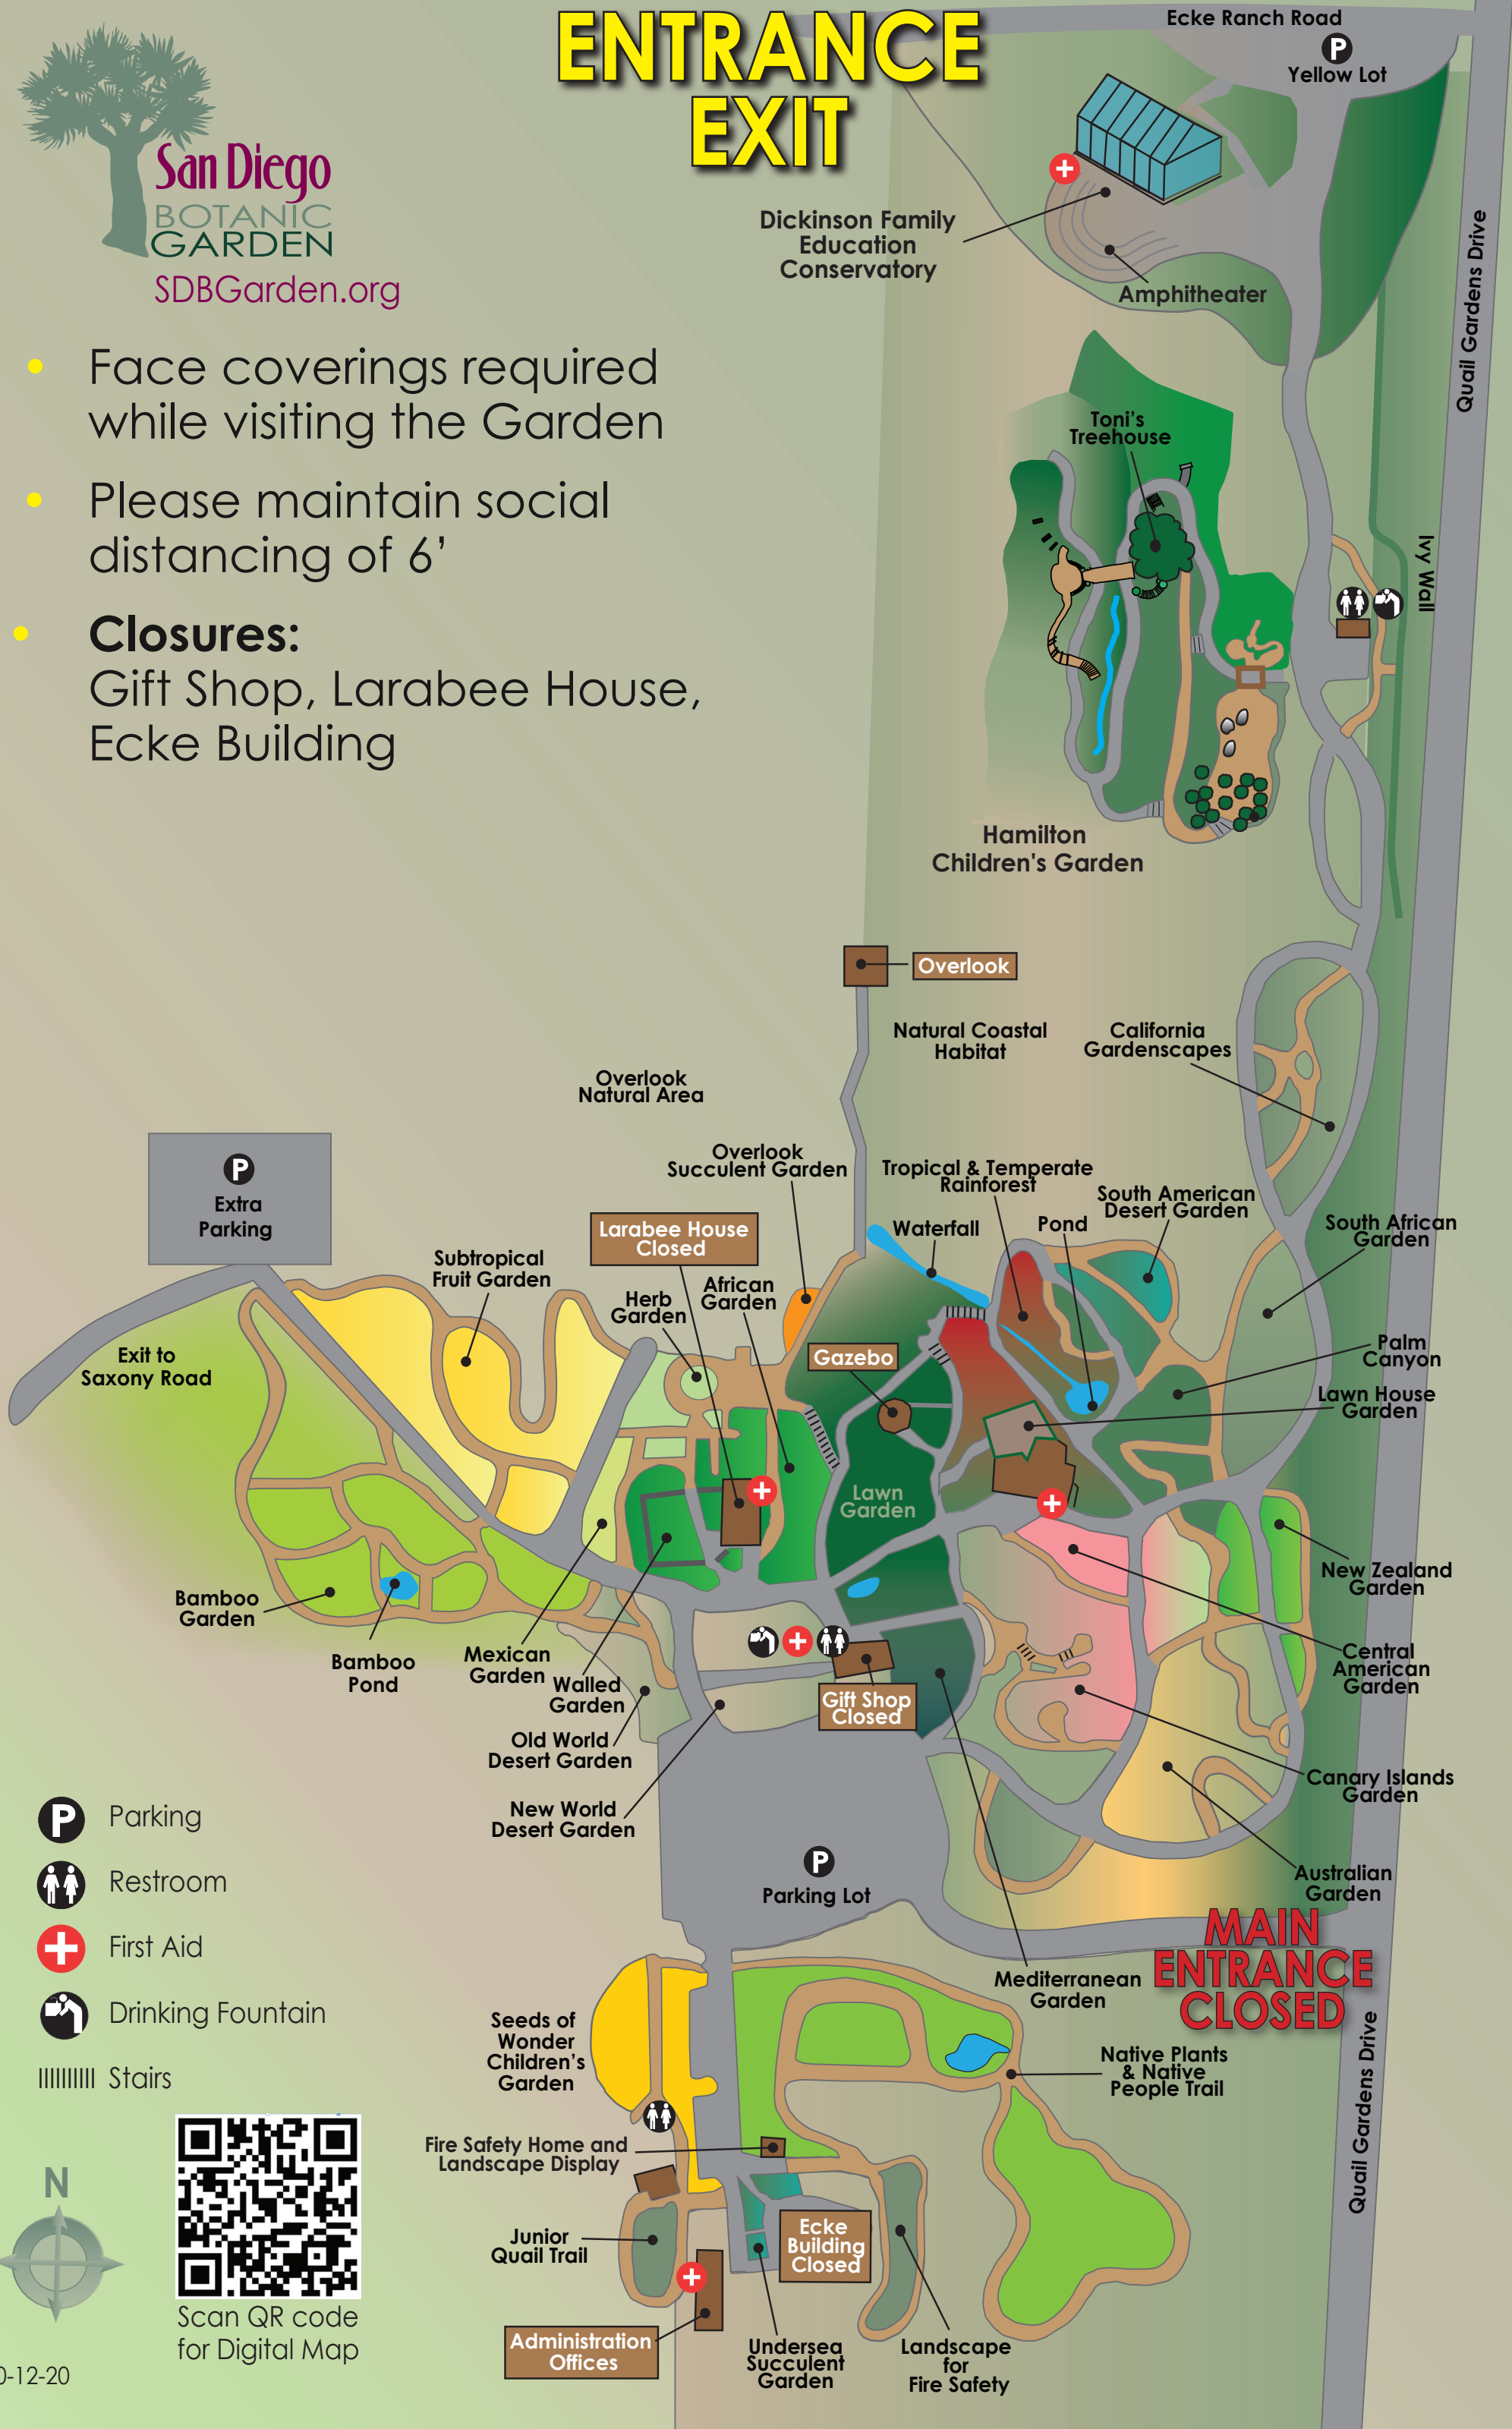 ENTRANCE
EXIT
San Diego
BOTANIC
GARDEN
SDBGarden.org
Ecke Ranch Road
P
Yellow Lot
Dickinson Family
Education
Conservatory
Amphitheater
Quail Gardens Drive
• Face coverings required
while visiting the Garden
• Please maintain social
distancing of 6’
• Closures:
Gift Shop, Larabee House,
Ecke Building
Toni’s
Treehouse
Ivy Wall
Hamilton
Children's Garden
Overlook
Natural Coastal
Habitat
California
Gardenscapes
Overlook
Natural Area
P
Extra
Parking
Overlook
Succulent Garden
Tropical & Temperate
Rainforest
South American
Desert Garden
South African
Garden
Larabee House
Closed
Waterfall
Pond
Subtropical
Fruit Garden
African
Garden
Herb
Garden
Exit to
Saxony Road
Gazebo
Palm
Canyon
Lawn House
Garden
Lawn
Garden
New Zealand
Garden
Bamboo
Garden
Bamboo
Pond
Mexican
Garden
Walled
Garden
Central
American
Garden
Gift Shop
Closed
Old World
Desert Garden
New World
Desert Garden
Canary Islands
Garden
P
Parking Lot
Australian
Garden
MAIN
ENTRANCE
CLOSED
Mediterranean
Garden
P Parking
Restroom
First Aid
Drinking Fountain
Stairs
Seeds of
Wonder
Children’s
Garden
Native Plants
& Native
People Trail
Quail Gardens Drive
Fire Safety Home and
Landscape Display
N
Junior
Quail Trail
Ecke
Building
Closed
Scan QR code
for Digital Map
Administration
Offices
Undersea
Succulent
Garden
Landscape
for
Fire Safety
0-12-20